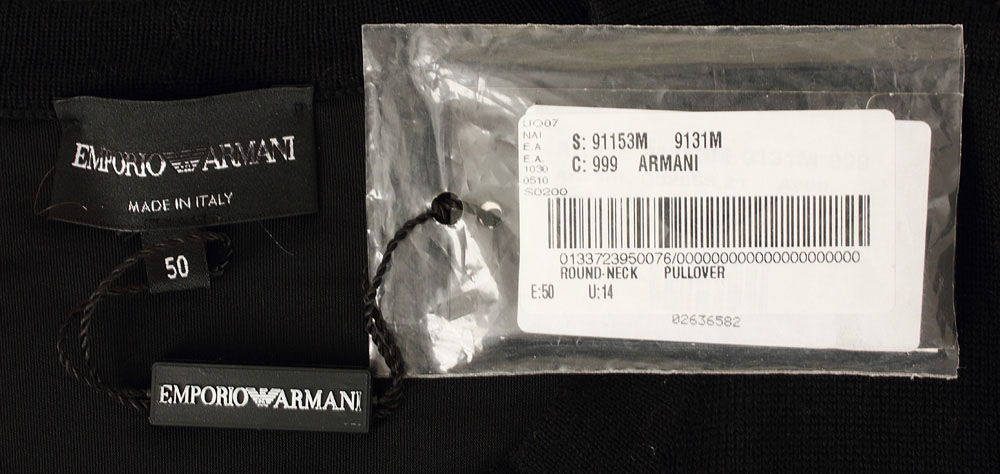 EMPORIO ARMANI
MADE IN ITALY
50
EMPORIO ARMANI
LIO07
NAI
E.A.
E.A.
1030
0510
S0200
S: 91153M 9131M
C: 999 ARMANI
0133723950076/000000000000000000000
ROUND-NECK PULLOVER
E:50 U:14
02636582